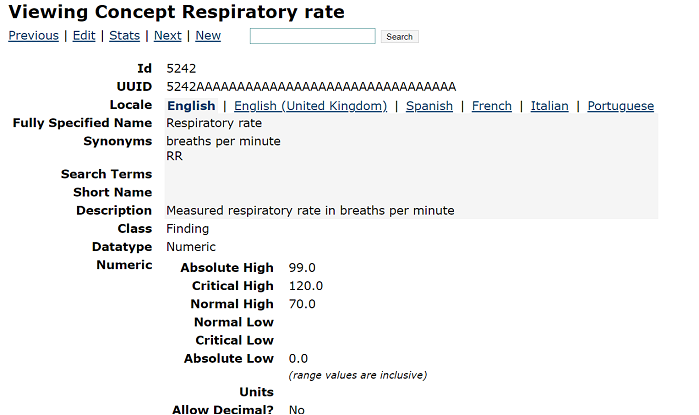 Viewing Concept Respiratory rate
Previous | Edit | Stats | Next | New Search
Id 5242
UUID 5242AAAAAAAAAAAAAAAAAAAAAAAAAAAAAAAA
Locale English | English (United Kingdom) | Spanish | French | Italian | Portuguese
Fully Specified Name Respiratory rate
Synonyms breaths per minute
RR
Search Terms
Short Name
Description Measured respiratory rate in breaths per minute
Class Finding
Datatype Numeric
Numeric
Absolute High 99.0
Critical High 120.0
Normal High 70.0
Normal Low
Critical Low
Absolute Low 0.0
(range values are inclusive)
Units
Allow Decimal? No